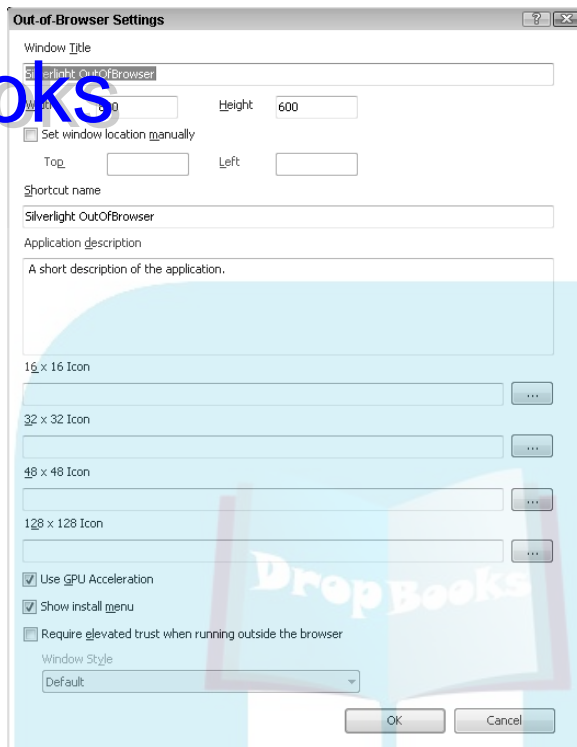 Out-of-Browser Settings
Window Title
Silverlight OutOfBrowser
ooks
Width Height 600
Set window location manually
Top Left
Shortcut name
Silverlight OutOfBrowser
Application description
A short description of the application.
16 x 16 Icon
...
32 x 32 Icon
...
48 x 48 Icon
...
128 x 128 Icon
...
Use GPU Acceleration
DropBooks
Show install menu
Require elevated trust when running outside the browser
Window Style
Default
OK Cancel